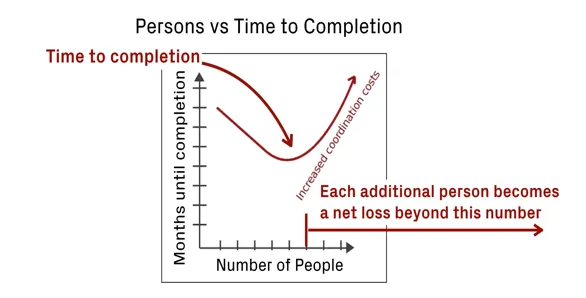 Persons vs Time to Completion
Time to completion
Months until completion
Increased coordination costs
Each additional person becomes
a net loss beyond this number
Number of People